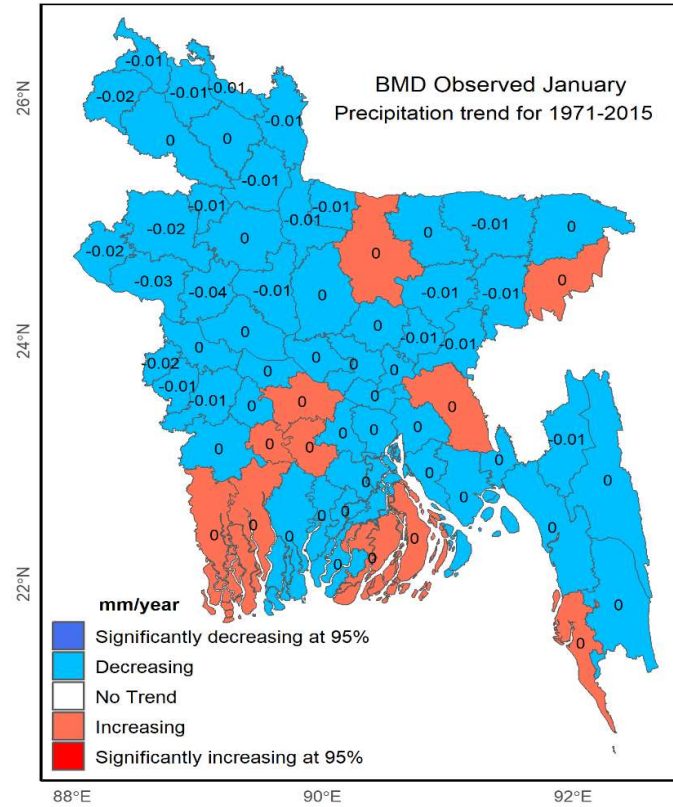 BMD Observed January
Precipitation trend for 1971-2015
26°N
24°N
22°N
-0.01
-0.02 -0.01 -0.01
-0.01
0 0
-0.01
-0.01 -0.01
-0.02 0 -0.01 0 -0.01 0
-0.02 0
-0.03 -0.04 -0.01 0 -0.01 -0.01 0
0 0 0 -0.01 -0.01
-0.02 0 0 0 0
-0.01 -0.01 0 0 0 0
0 0 0 0 0 0 -0.01
0 0 0 0 0
0 0 0 0 0 0
0 0 0
0
0
mm/year
Significantly decreasing at 95%
Decreasing
No Trend
Increasing
Significantly increasing at 95%
88°E 90°E 92°E